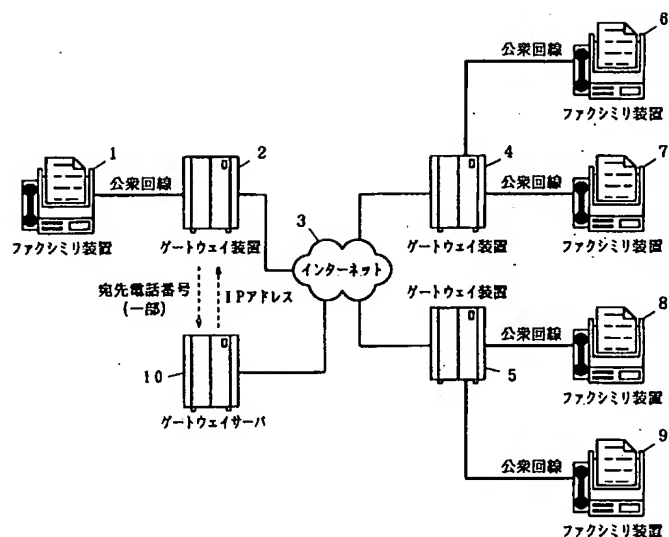 6
公衆回線
ファクシミリ装置
1
2
4
7
公衆回線
公衆回線
ファクシミリ装置
ゲートウェイ装置
3
ゲートウェイ装置
ファクシミリ装置
インターネット
宛先電話番号
(一部)
IPアドレス
ゲートウェイ装置
8
公衆回線
10
5
ファクシミリ装置
ゲートウェイサーバ
9
公衆回線
ファクシミリ装置